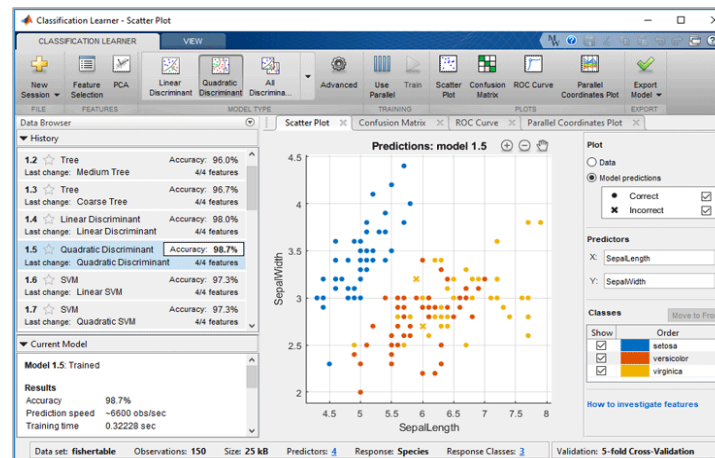 Classification Learner - Scatter Plot
CLASSIFICATION LEARNER VIEW
New Session
Feature Selection
PCA
Linear Discriminant
Quadratic Discriminant
All Discrimina...
Advanced
Use Parallel
Train
Scatter Plot
Confusion Matrix
ROC Curve
Parallel Coordinates Plot
Export Model
FILE FEATURES MODEL TYPE TRAINING PLOTS EXPORT
Data Browser
History
1.2 Tree Accuracy: 96.0%
Last change: Medium Tree 4/4 features
1.3 Tree Accuracy: 96.7%
Last change: Coarse Tree 4/4 features
1.4 Linear Discriminant Accuracy: 98.0%
Last change: Linear Discriminant 4/4 features
1.5 Quadratic Discriminant Accuracy: 98.7%
Last change: Quadratic Discriminant 4/4 features
1.6 SVM Accuracy: 97.3%
Last change: Linear SVM 4/4 features
1.7 SVM Accuracy: 97.3%
Last change: Quadratic SVM 4/4 features
Current Model
Model 1.5: Trained
Results
Accuracy 98.7%
Prediction speed ~6600 obs/sec
Training time 0.32228 sec
Scatter Plot Confusion Matrix ROC Curve Parallel Coordinates Plot
Predictions: model 1.5
4.5
4
3.5
3
2.5
2
SepalWidth
4.5 5 5.5 6 6.5 7 7.5 8
SepalLength
Plot
Data
Model predictions
Correct
Incorrect
Predictors
X: SepalLength
Y: SepalWidth
Classes Move to Fron
Show Order
setosa
versicolor
virginica
How to investigate features
Data set: fishertable Observations: 150 Size: 25 kB Predictors: 4 Response: Species Response Classes: 3 Validation: 5-fold Cross-Validation